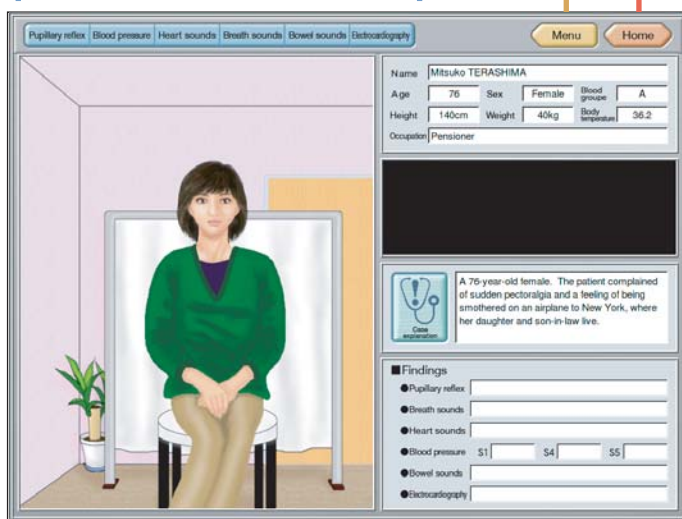 Pupillary reflex Blood pressure Heart sounds Breath sounds Bowel sounds Electrocardiography
Menu Home
Name Mitsuko TERASHIMA
Age 76 Sex Female Blood groupe A
Height 140cm Weight 40kg Body temperature 36.2
Occupation Pensioner
Case explanation
A 76-year-old female. The patient complained
of sudden pectoralgia and a feeling of being
smothered on an airplane to New York, where
her daughter and son-in-law live.
■Findings
●Pupillary reflex
●Breath sounds
●Heart sounds
●Blood pressure S1 S4 S5
●Bowel sounds
●Electrocardiography